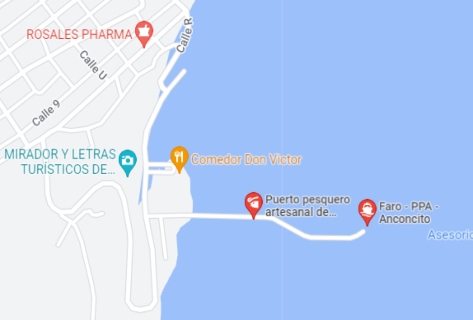 ROSALES PHARMA
Calle R
Calle U
Calle 9
MIRADOR Y LETRAS
TURÍSTICOS DE...
Comedor Don Victor
Puerto pesquero
artesanal de...
Faro - PPA -
Anconcito
Asesoric